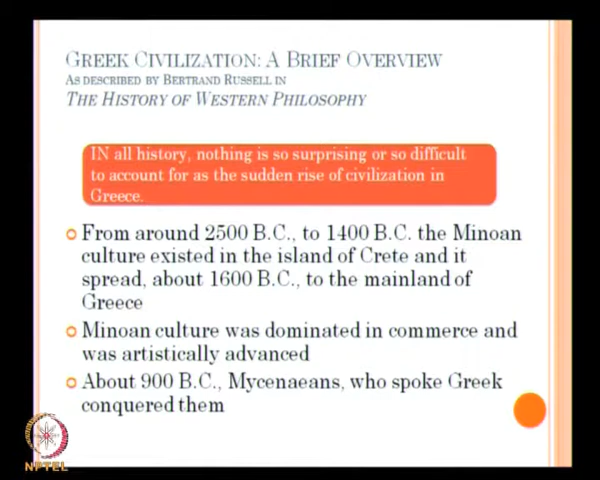 GREEK CIVILIZATION: A BRIEF OVERVIEW
AS DESCRIBED BY BERTRAND RUSSELL IN
THE HISTORY OF WESTERN PHILOSOPHY
IN all history, nothing is so surprising or so difficult
to account for as the sudden rise of civilization in
Greece.
From around 2500 B.C., to 1400 B.C. the Minoan
culture existed in the island of Crete and it
spread, about 1600 B.C., to the mainland of
Greece
Minoan culture was dominated in commerce and
was artistically advanced
About 900 B.C., Mycenaeans, who spoke Greek
conquered them
NPTEL